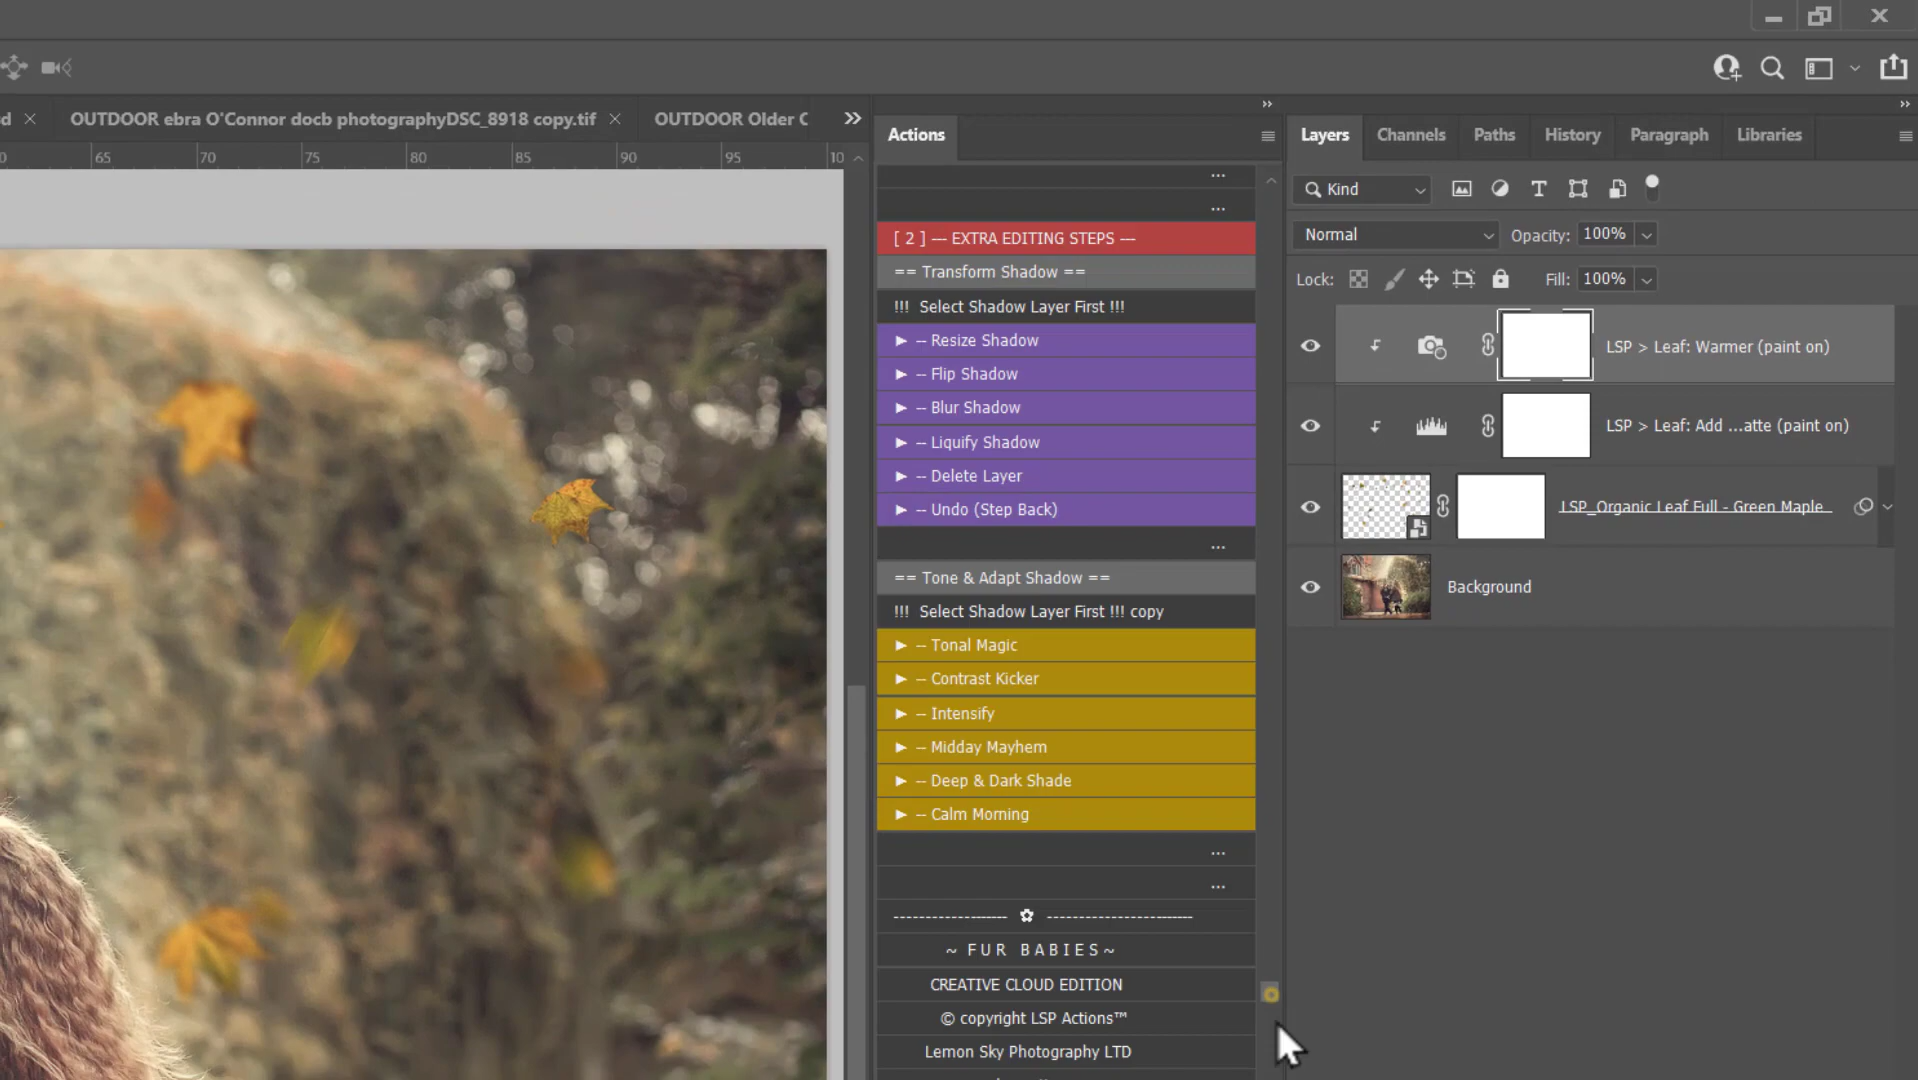 OUTDOOR ebra O'Connor docb photographyDSC_8918 copy.tif
OUTDOOR Older
65 70 75 80 85 90 95 10
Actions
...
...
[ 2 ] --- EXTRA EDITING STEPS ---
== Transform Shadow ==
!!! Select Shadow Layer First !!!
-- Resize Shadow
-- Flip Shadow
-- Blur Shadow
-- Liquify Shadow
-- Delete Layer
-- Undo (Step Back)
...
== Tone & Adapt Shadow ==
!!! Select Shadow Layer First !!! copy
-- Tonal Magic
-- Contrast Kicker
-- Intensify
-- Midday Mayhem
-- Deep & Dark Shade
-- Calm Morning
...
...
-------------------- ✿ --------------------
~ F U R B A B I E S ~
CREATIVE CLOUD EDITION
© copyright LSP Actions™
Lemon Sky Photography LTD
Layers Channels Paths History Paragraph Libraries
Kind
Normal Opacity: 100%
Lock: Fill: 100%
LSP > Leaf: Warmer (paint on)
LSP > Leaf: Add ...atte (paint on)
LSP_Organic Leaf Full - Green Maple
Background